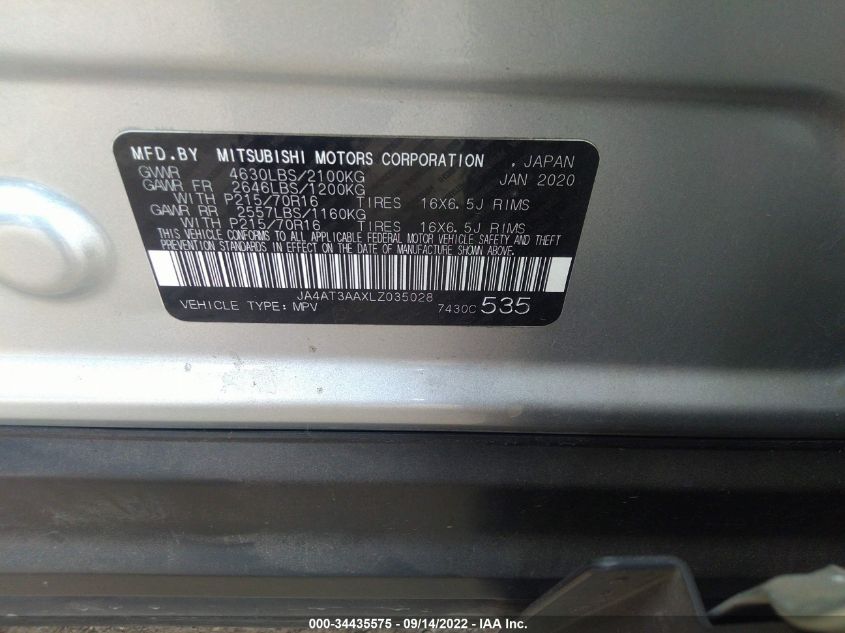 MFD.BY MITSUBISHI MOTORS CORPORATION , JAPAN
GVWR 4630LBS/2100KG JAN 2020
GAWR FR 2646LBS/1200KG
WITH P215/70R16 TIRES 16X6.5J RIMS
GAWR RR 2557LBS/1160KG
WITH P215/70R16 TIRES 16X6.5J RIMS
THIS VEHICLE CONFORMS TO ALL APPLICABLE FEDERAL MOTOR VEHICLE SAFETY AND THEFT
PREVENTION STANDARDS IN EFFECT ON THE DATE OF MANUFACTURE SHOWN ABOVE.
JA4AT3AAXLZ035028
VEHICLE TYPE: MPV 7430C 535
000-34435575 - 09/14/2022 - IAA Inc.